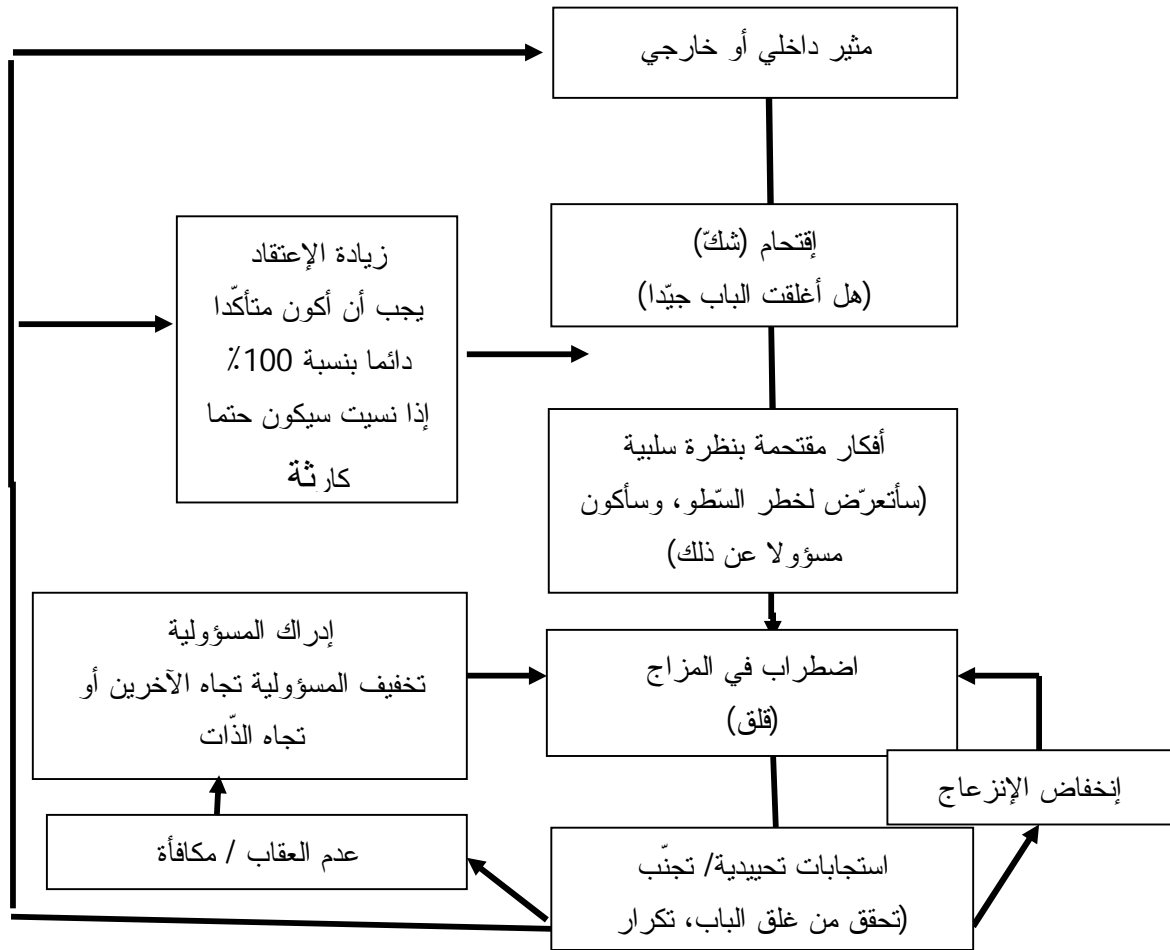 مثير داخلي أو خارجي
إقتحام (شكّ)
(هل أغلقت الباب جيّدا)
زيادة الإعتقاد
يجب أن أكون متأكّدا
دائما بنسبة 100٪
إذا نسيت سيكون حتما
كارثة
أفكار مقتحمة بنظرة سلبية
(سأتعرّض لخطر السّطو، وسأكون
مسؤولا عن ذلك)
إدراك المسؤولية
تخفيف المسؤولية تجاه الآخرين أو
تجاه الذّات
اضطراب في المزاج
(قلق)
إنخفاض الإنزعاج
عدم العقاب / مكافأة
استجابات تحييدية/ تجنّب
(تحقق من غلق الباب، تكرار